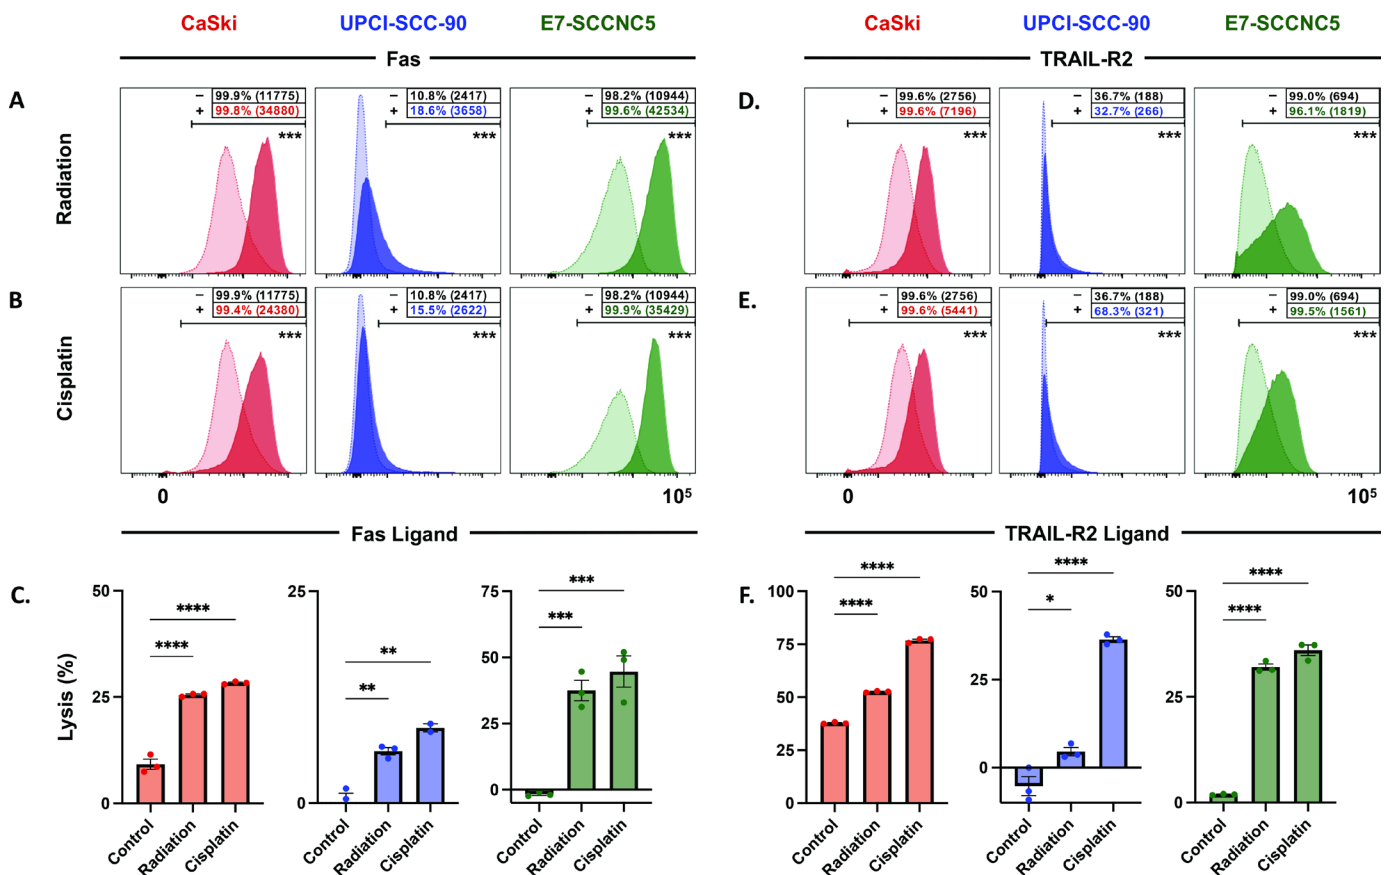 CaSki UPCI-SCC-90 E7-SCCNC5 CaSki UPCI-SCC-90 E7-SCCNC5
Fas TRAIL-R2
A
Radiation
− 99.9% (11775)
+ 99.8% (34880)
***
− 10.8% (2417)
+ 18.6% (3658)
***
− 98.2% (10944)
+ 99.6% (42534)
***
D.
− 99.6% (2756)
+ 99.6% (7196)
***
− 36.7% (188)
+ 32.7% (266)
***
− 99.0% (694)
+ 96.1% (1819)
***
B
Cisplatin
− 99.9% (11775)
+ 99.4% (24380)
***
− 10.8% (2417)
+ 15.5% (2622)
***
− 98.2% (10944)
+ 99.9% (35429)
***
E.
− 99.6% (2756)
+ 99.6% (5441)
***
− 36.7% (188)
+ 68.3% (321)
***
− 99.0% (694)
+ 99.5% (1561)
***
0 10⁵ 0 10⁵
Fas Ligand TRAIL-R2 Ligand
C.
Lysis (%)
50
25
0
****
****
Control
Radiation
Cisplatin
25
0
**
**
Control
Radiation
Cisplatin
75
50
25
0
***
***
Control
Radiation
Cisplatin
F.
100
75
50
25
0
****
****
Control
Radiation
Cisplatin
50
25
0
****
*
Control
Radiation
Cisplatin
50
25
0
****
****
Control
Radiation
Cisplatin